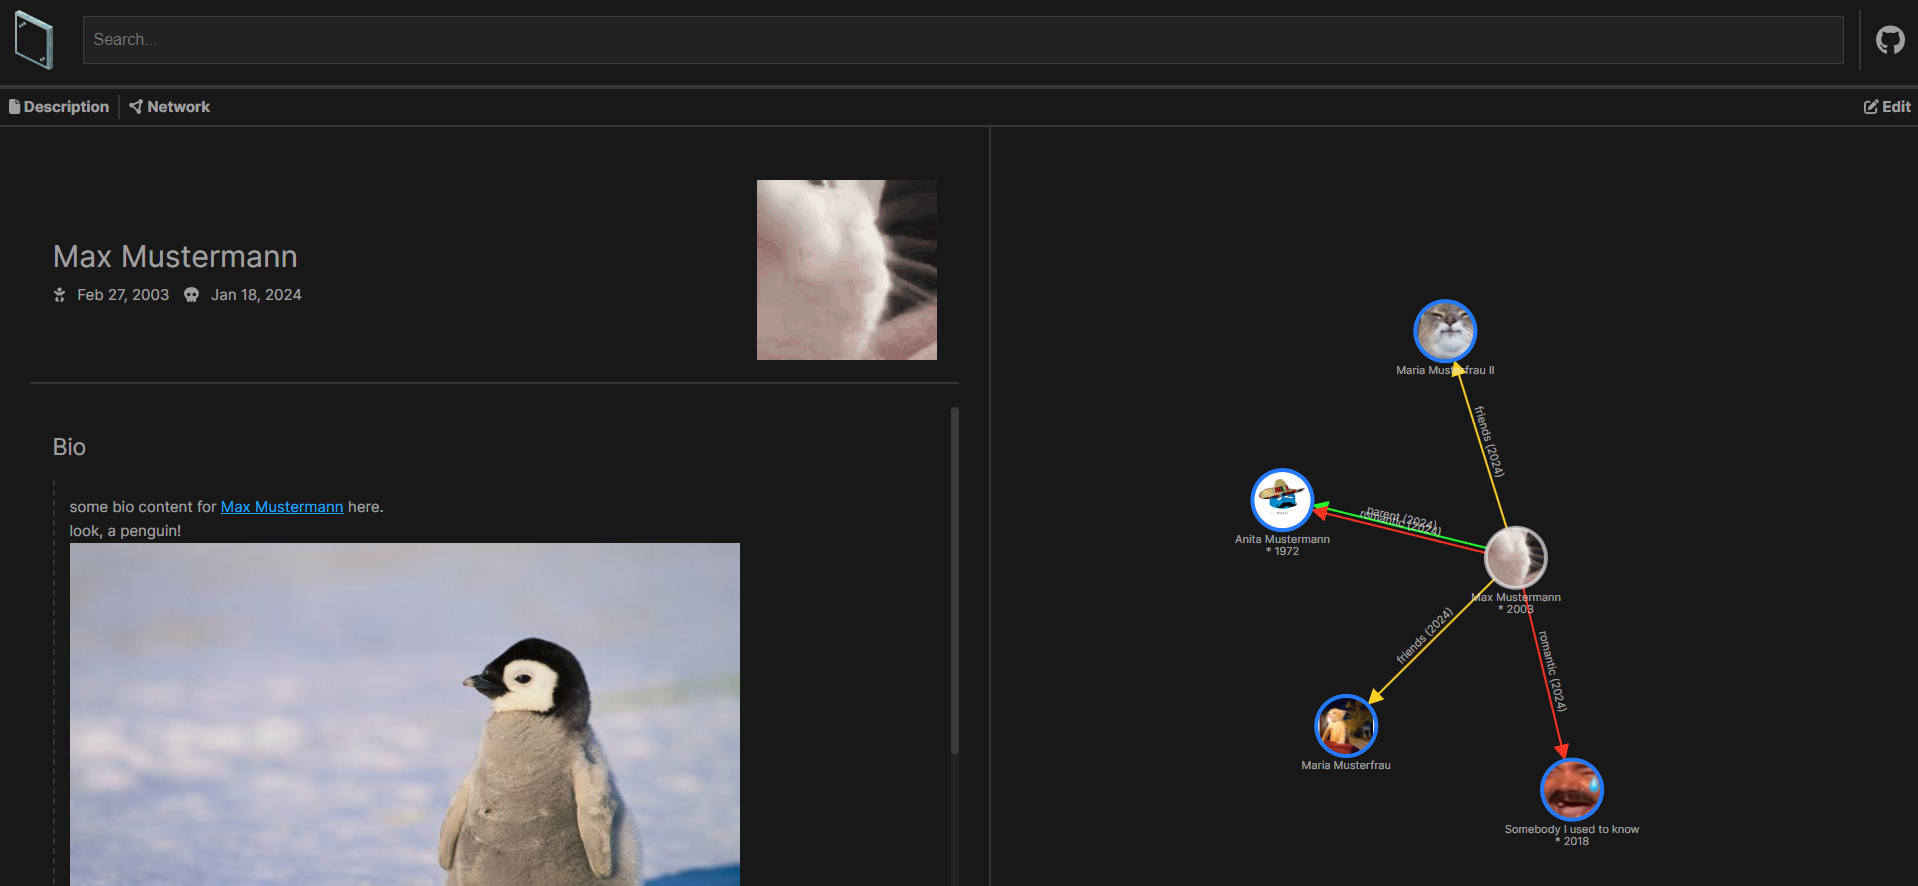 Search...
Description
Network
Edit
Max Mustermann
Feb 27, 2003
Jan 18, 2024
Bio
some bio content for Max Mustermann here.
look, a penguin!
Maria Musterfrau II
friends (2024)
parent (2024)
romantic (2024)
Anita Mustermann
* 1972
Max Mustermann
* 2003
friends (2024)
romantic (2024)
Maria Musterfrau
Somebody I used to know
* 2018